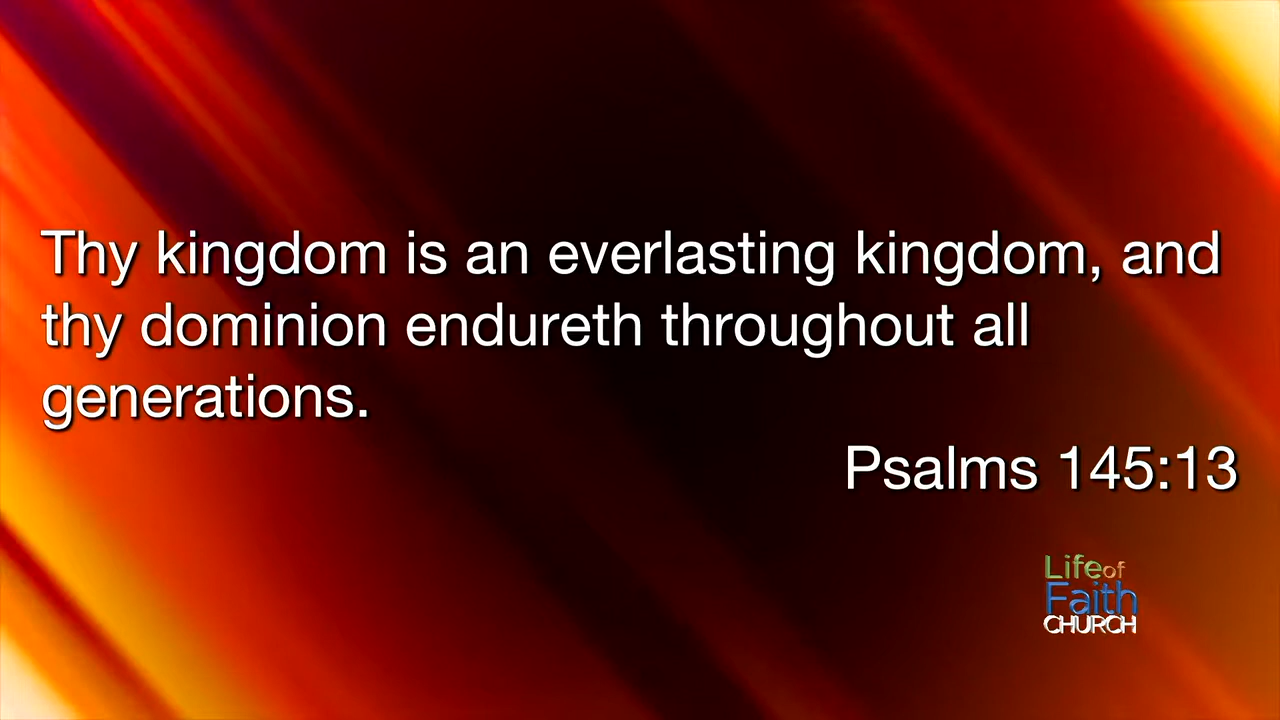 Thy kingdom is an everlasting kingdom, and
thy dominion endureth throughout all
generations.
Psalms 145:13
Life of
Faith
CHURCH